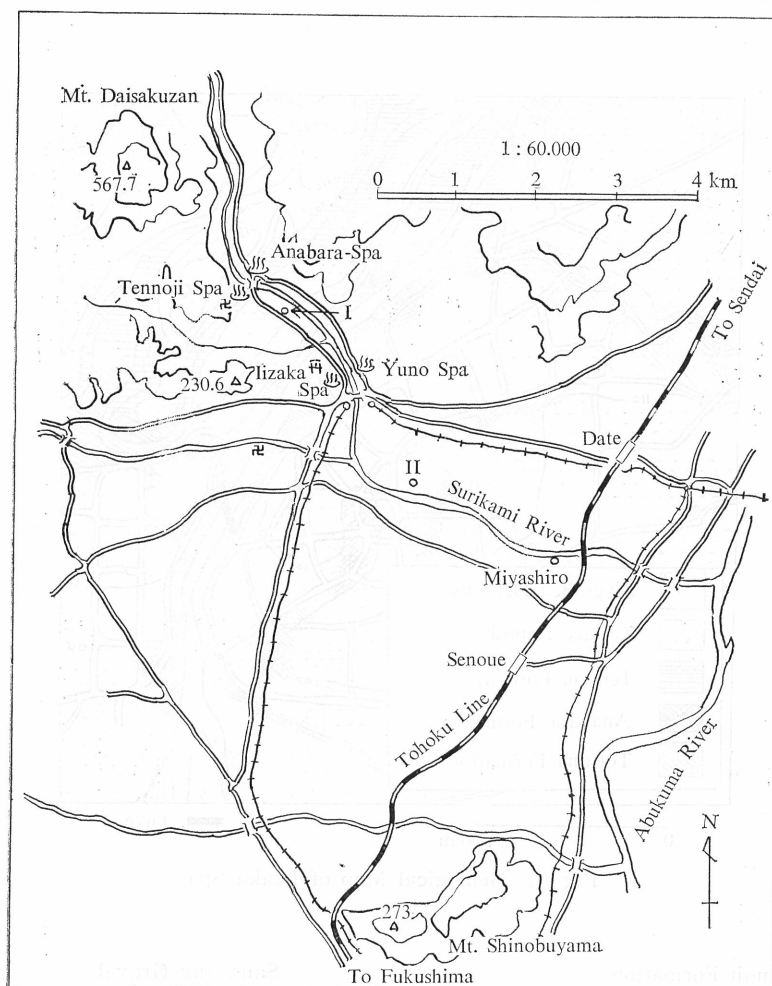 Mt. Daisakuzan
567.7
1 : 60.000
0 1 2 3 4 km
Anabara-Spa
Tennoji Spa
卍
I
To Sendai
230.6
Iizaka
Spa
Yuno Spa
Date
卍
II
Surikami River
Miyashiro
Senoue
Tohoku Line
Abukuma River
N
273
Mt. Shinobuyama
To Fukushima